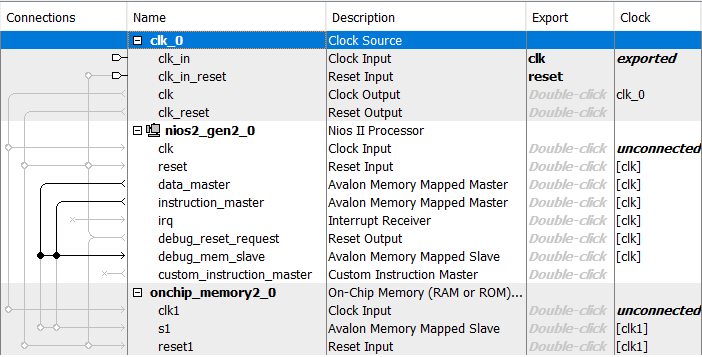 Connections Name Description Export Clock
clk_0 Clock Source
clk_in Clock Input clk exported
clk_in_reset Reset Input reset
clk Clock Output Double-click clk_0
clk_reset Reset Output Double-click
nios2_gen2_0 Nios II Processor
clk Clock Input Double-click unconnected
reset Reset Input Double-click [clk]
data_master Avalon Memory Mapped Master Double-click [clk]
instruction_master Avalon Memory Mapped Master Double-click [clk]
irq Interrupt Receiver Double-click [clk]
debug_reset_request Reset Output Double-click [clk]
debug_mem_slave Avalon Memory Mapped Slave Double-click [clk]
custom_instruction_master Custom Instruction Master Double-click
onchip_memory2_0 On-Chip Memory (RAM or ROM)...
clk1 Clock Input Double-click unconnected
s1 Avalon Memory Mapped Slave Double-click [clk1]
reset1 Reset Input Double-click [clk1]